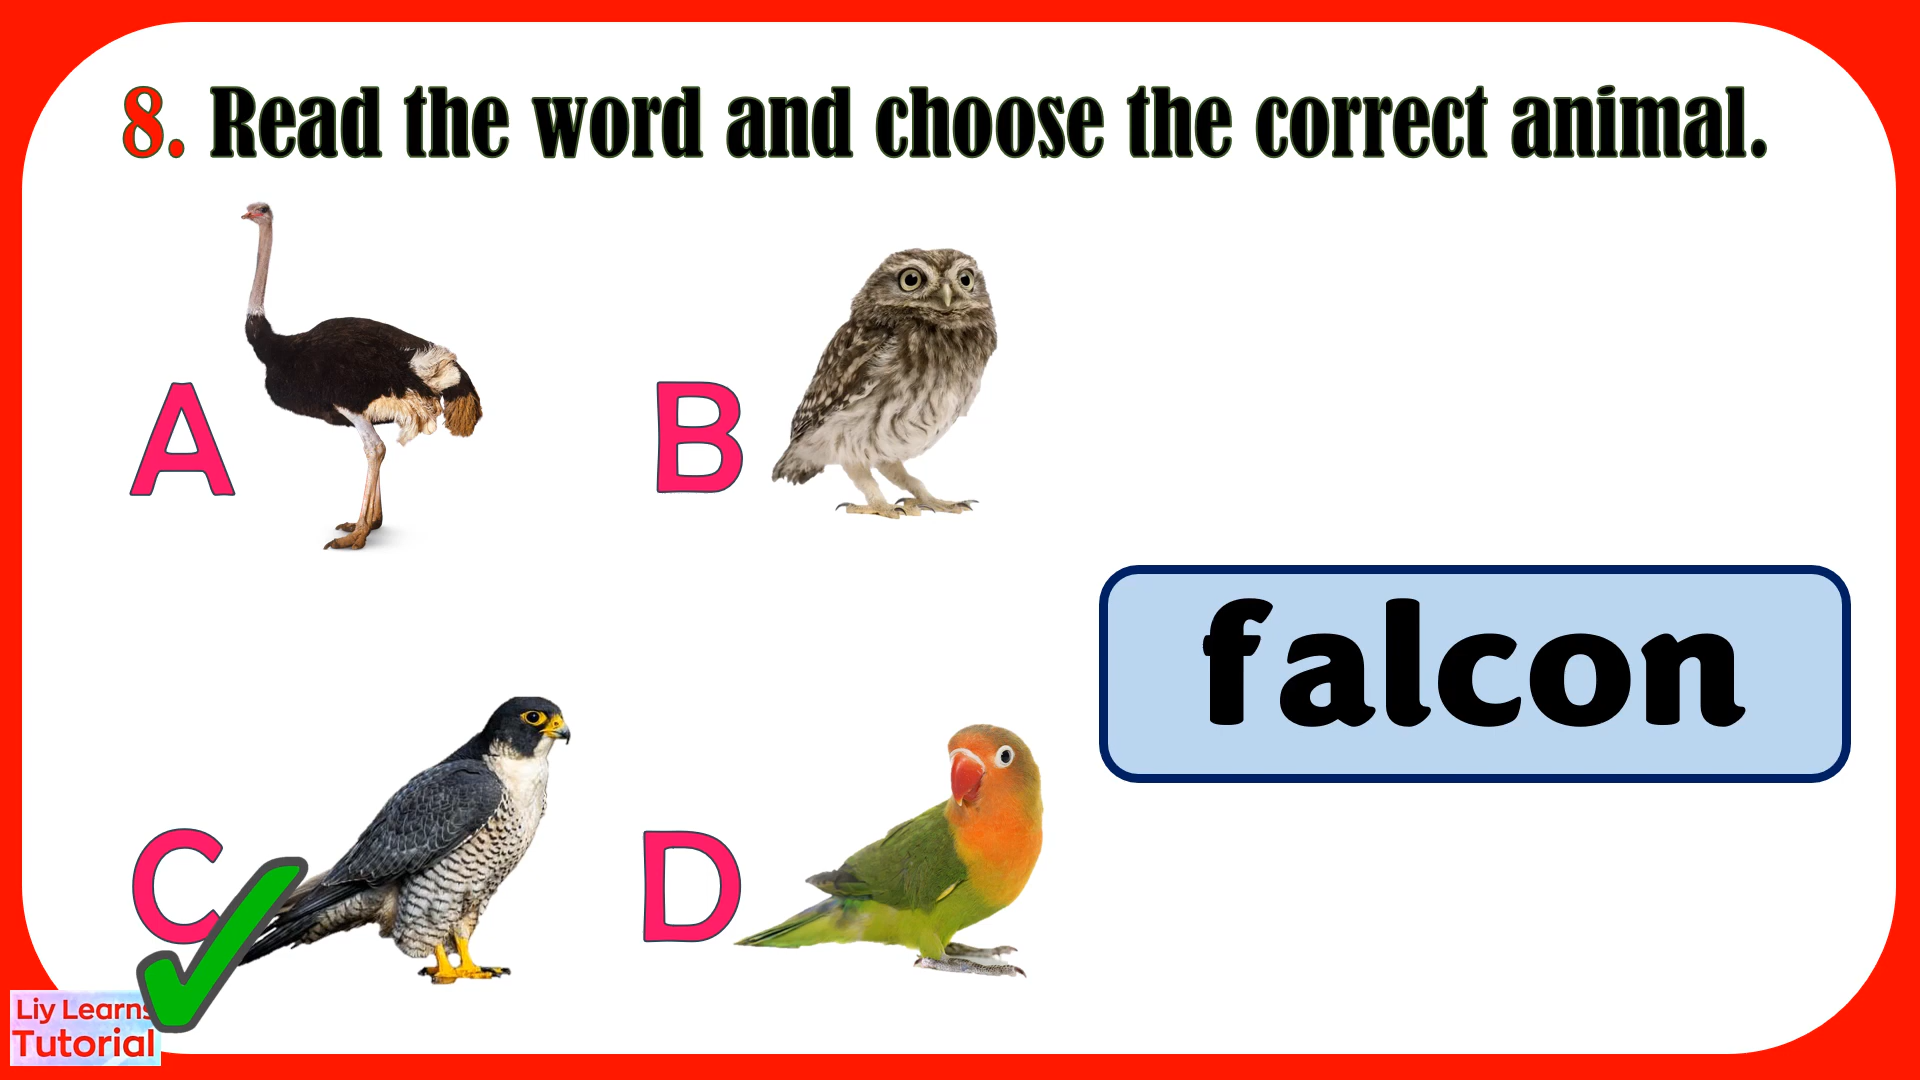 8. Read the word and choose the correct animal.
A
B
falcon
C
D
Liy Learns
Tutorial